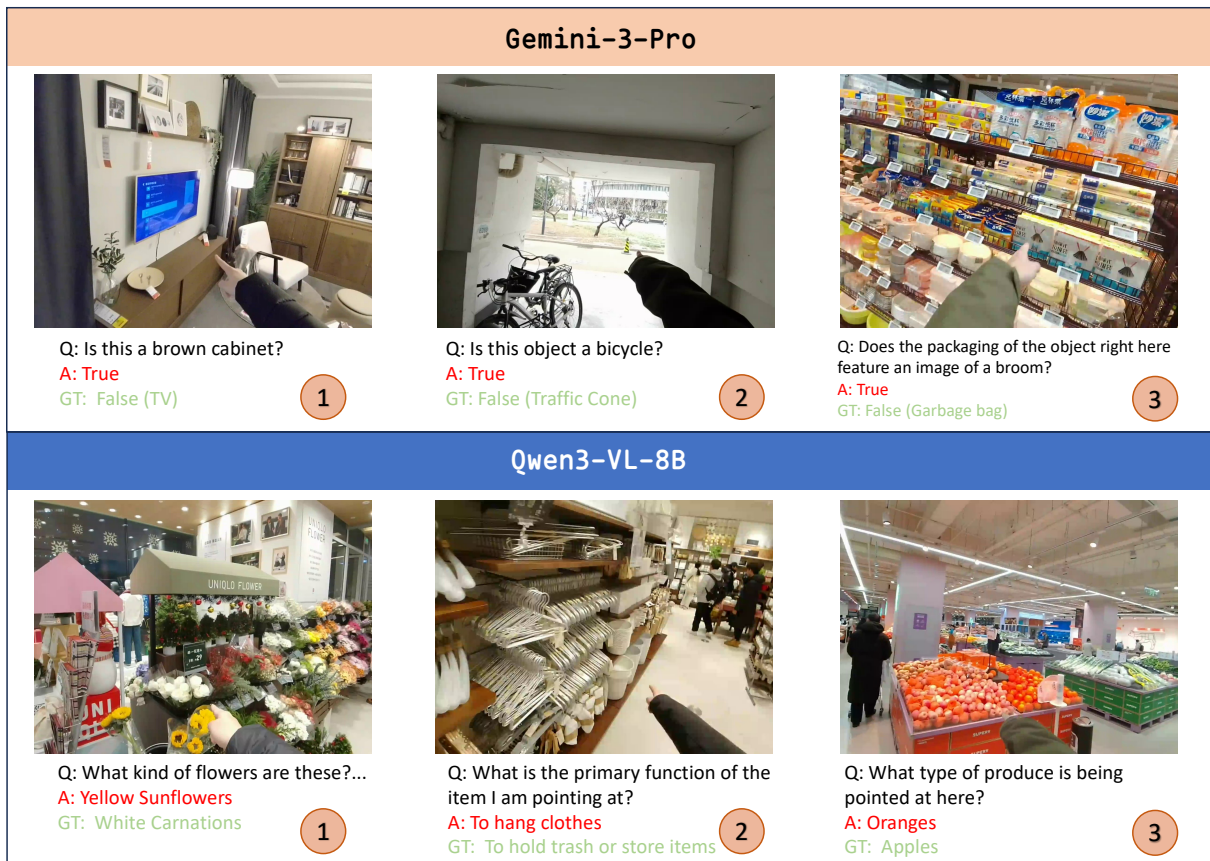 Gemini-3-Pro
Q: Is this a brown cabinet?
A: True
GT: False (TV)
1
Q: Is this object a bicycle?
A: True
GT: False (Traffic Cone)
2
Q: Does the packaging of the object right here
feature an image of a broom?
A: True
GT: False (Garbage bag)
3
Qwen3-VL-8B
UNIQLO FLOWER
UNIQLO
FLOWER
UNI
Q: What kind of flowers are these?...
A: Yellow Sunflowers
GT: White Carnations
1
Q: What is the primary function of the
item I am pointing at?
A: To hang clothes
GT: To hold trash or store items
2
Q: What type of produce is being
pointed at here?
A: Oranges
GT: Apples
3